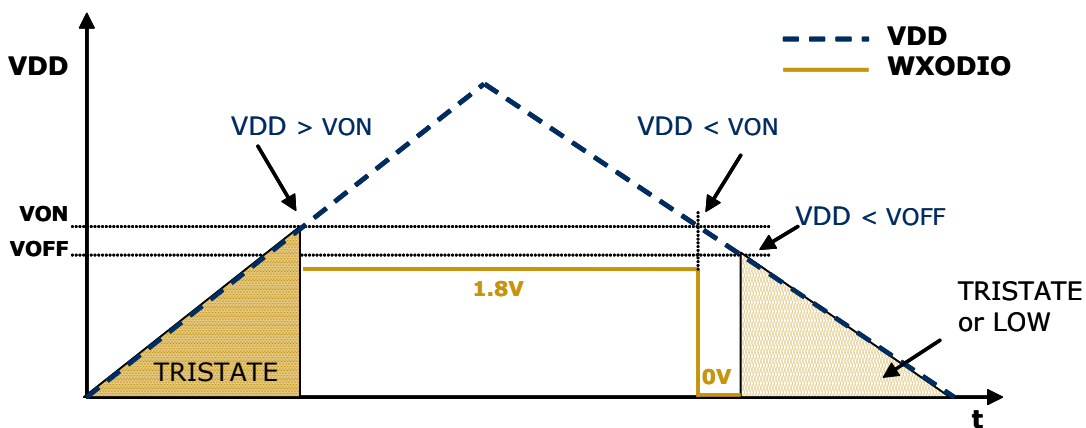 VDD
WXODIO
VDD
VDD > VON
VDD < VON
VON
VDD < VOFF
VOFF
1.8V
TRISTATE
or LOW
TRISTATE
0V
t